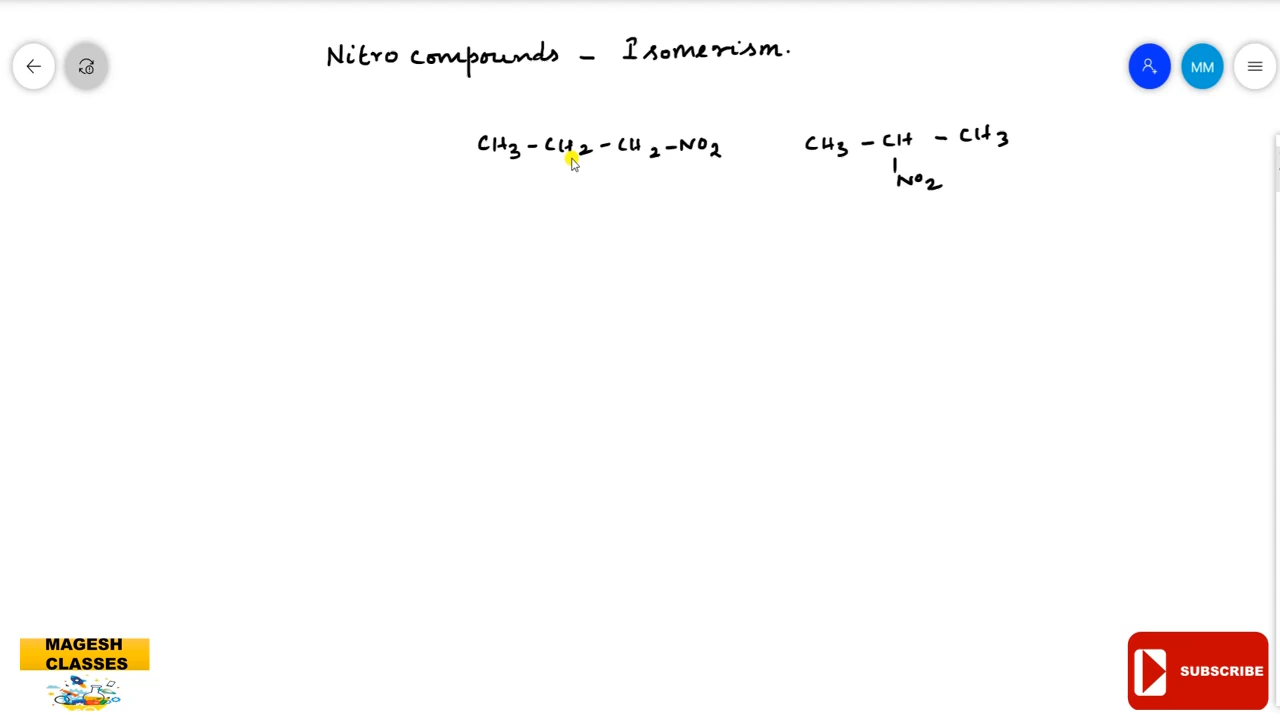 Nitro compounds - Isomerism.
MM
CH3 - CH2 - CH2 - NO2
CH3 - CH - CH3
|
NO2
MAGESH
CLASSES
SUBSCRIBE